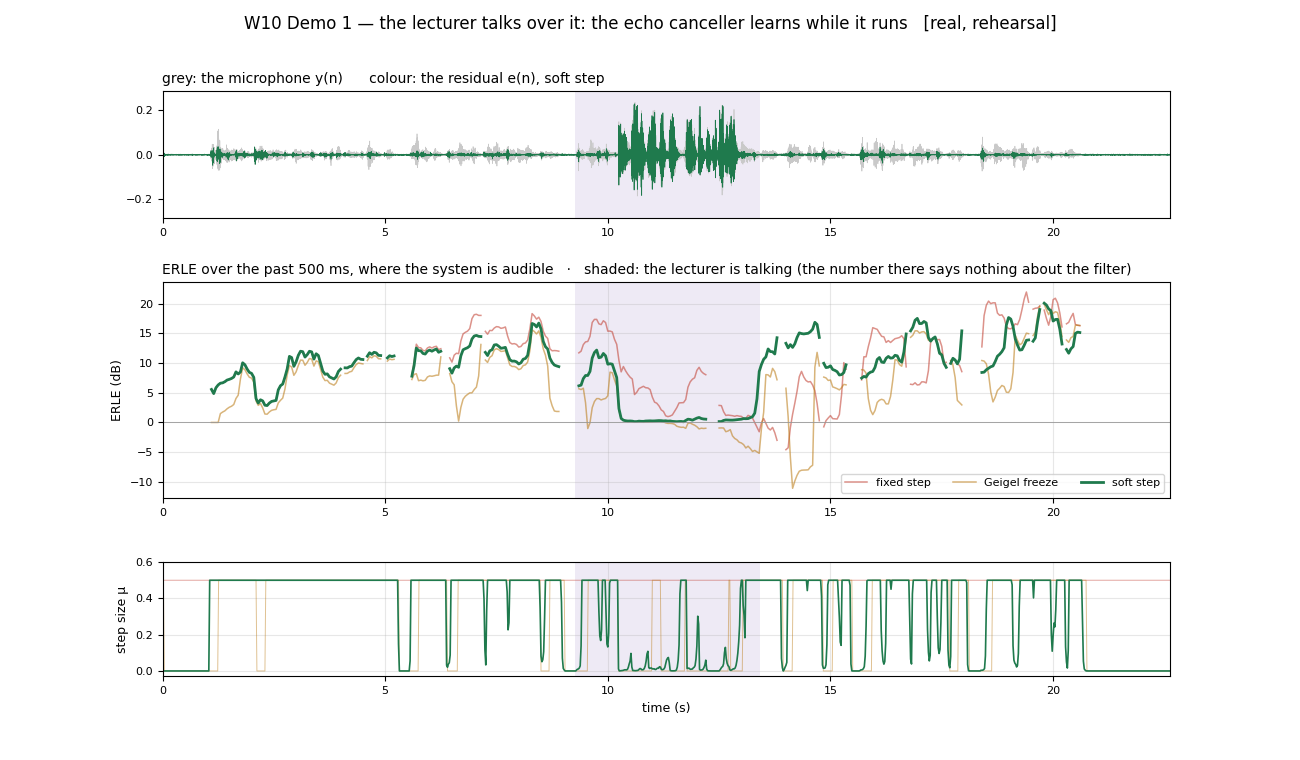 W10 Demo 1 — the lecturer talks over it: the echo canceller learns while it runs   [real, rehearsal]
grey: the microphone y(n)      colour: the residual e(n), soft step
0.2
0.0
−0.2
0 5 10 15 20
ERLE over the past 500 ms, where the system is audible   ·   shaded: the lecturer is talking (the number there says nothing about the filter)
ERLE (dB)
20
15
10
5
0
−5
−10
fixed step Geigel freeze soft step
0 5 10 15 20
step size μ
0.6
0.4
0.2
0.0
0 5 10 15 20
time (s)